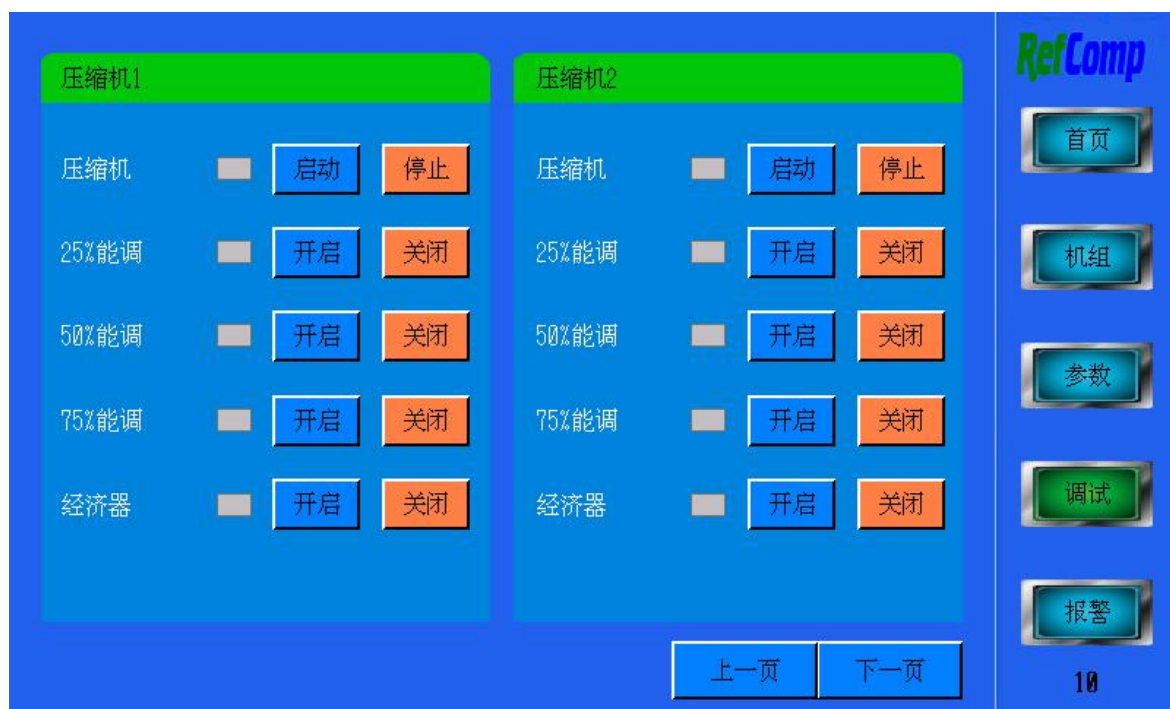 RefComp
压缩机1
压缩机 启动 停止
25%能调 开启 关闭
50%能调 开启 关闭
75%能调 开启 关闭
经济器 开启 关闭
压缩机2
压缩机 启动 停止
25%能调 开启 关闭
50%能调 开启 关闭
75%能调 开启 关闭
经济器 开启 关闭
上一页 下一页
首页
机组
参数
调试
报警
10